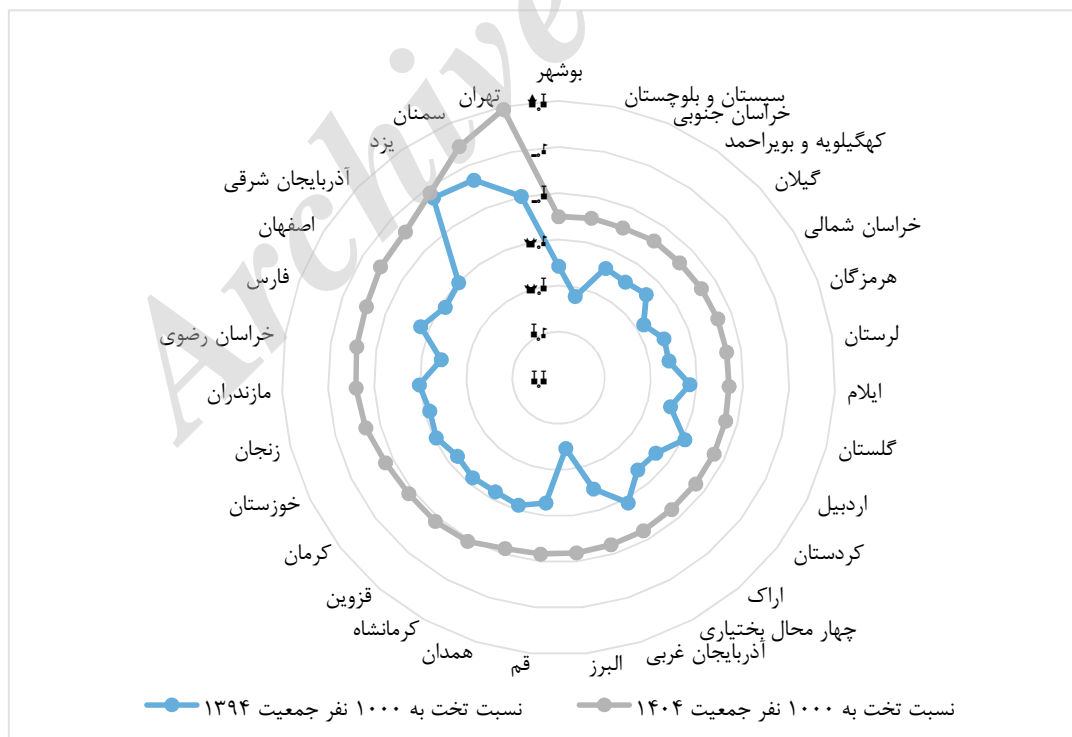 Archive
بوشهر
سیستان و بلوچستان
خراسان جنوبی
کهگیلویه و بویراحمد
گیلان
خراسان شمالی
هرمزگان
لرستان
ایلام
گلستان
اردبیل
کردستان
اراک
چهار محال بختیاری
آذربایجان غربی
البرز
قم
همدان
کرمانشاه
قزوین
کرمان
خوزستان
زنجان
مازندران
خراسان رضوی
فارس
اصفهان
آذربایجان شرقی
یزد
سمنان
تهران
نسبت تخت به ۱۰۰۰ نفر جمعیت ۱۳۹۴
نسبت تخت به ۱۰۰۰ نفر جمعیت ۱۴۰۴